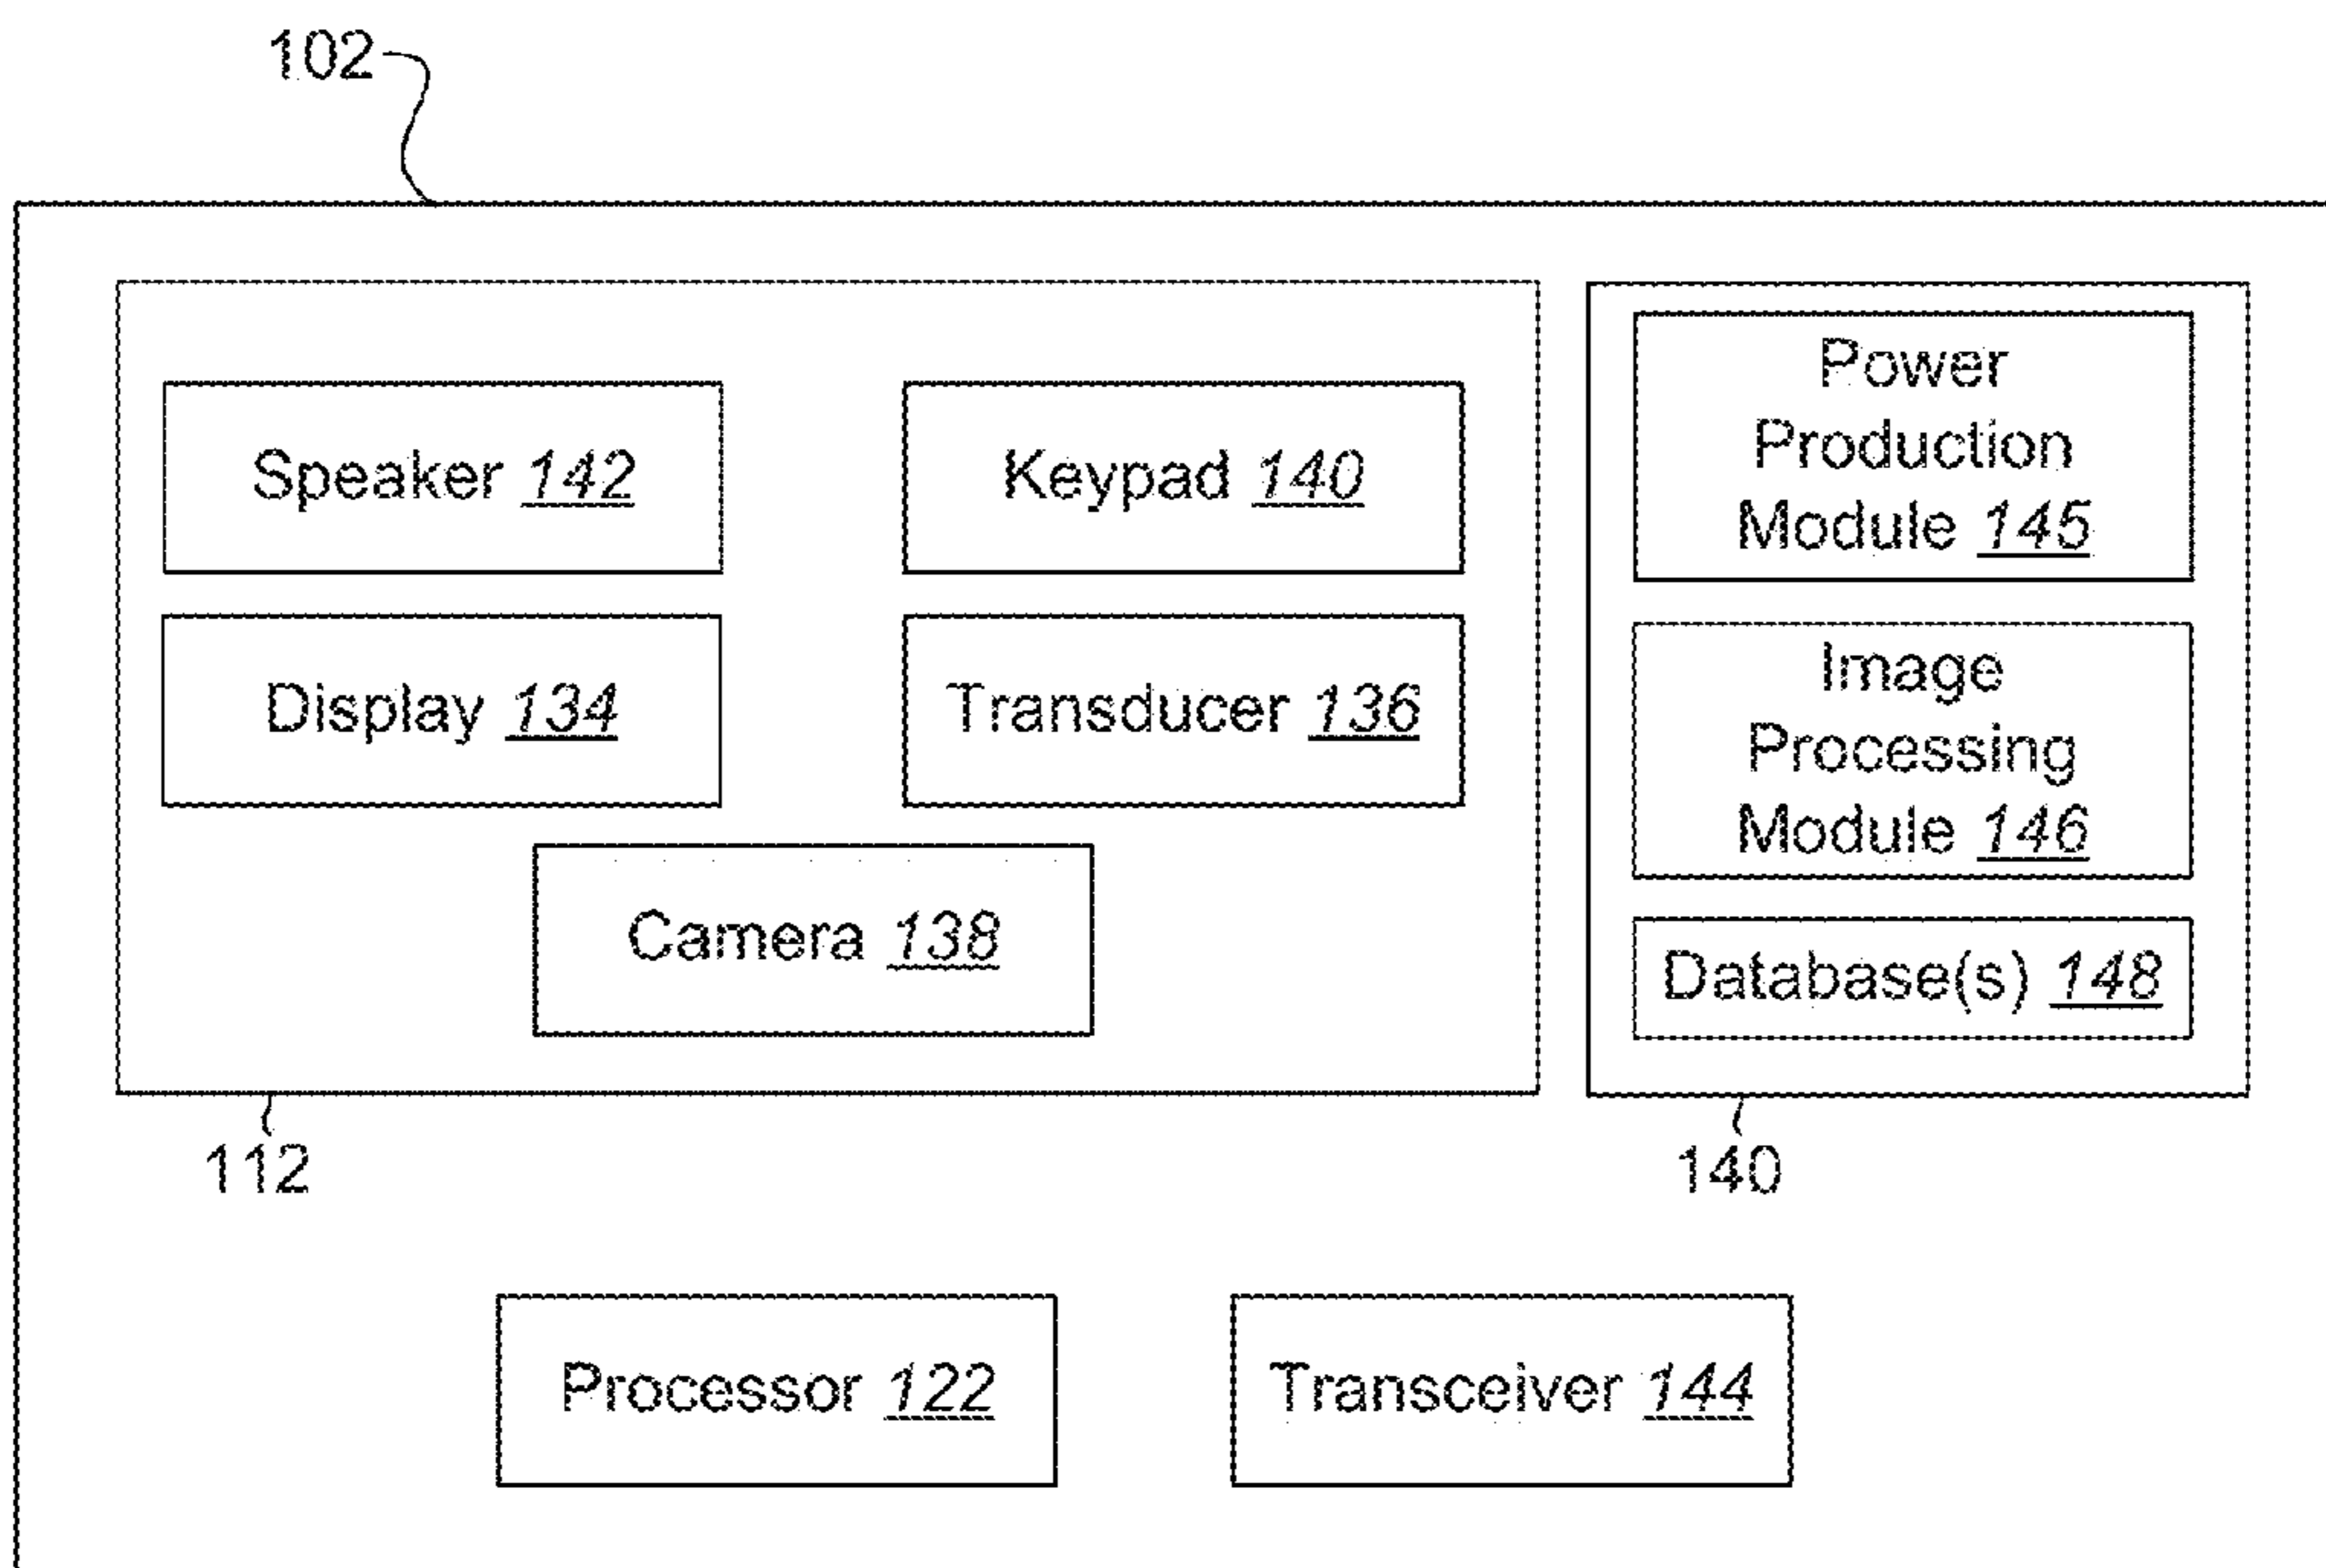 102
Speaker 142
Keypad 140
Display 134
Transducer 136
Camera 138
112
Power
Production
Module 145
Image
Processing
Module 146
Database(s) 148
140
Processor 122
Transceiver 144